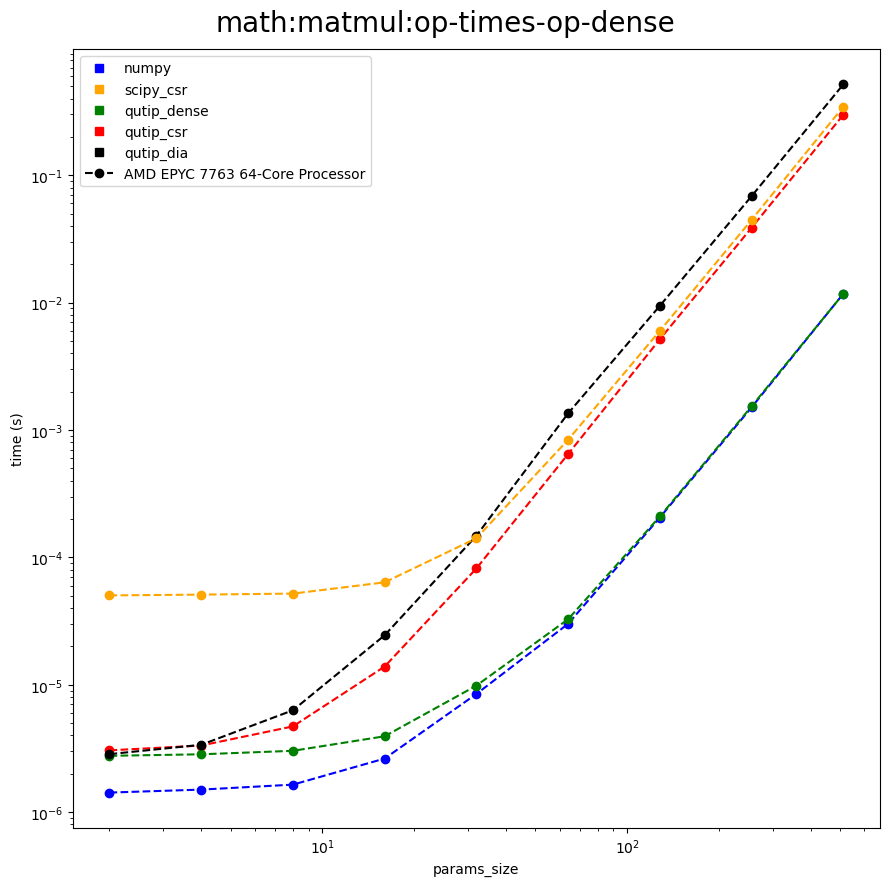 math:matmul:op-times-op-dense
numpy
scipy_csr
qutip_dense
qutip_csr
qutip_dia
AMD EPYC 7763 64-Core Processor
10⁻¹
10⁻²
10⁻³
10⁻⁴
10⁻⁵
10⁻⁶
time (s)
10¹ 10²
params_size